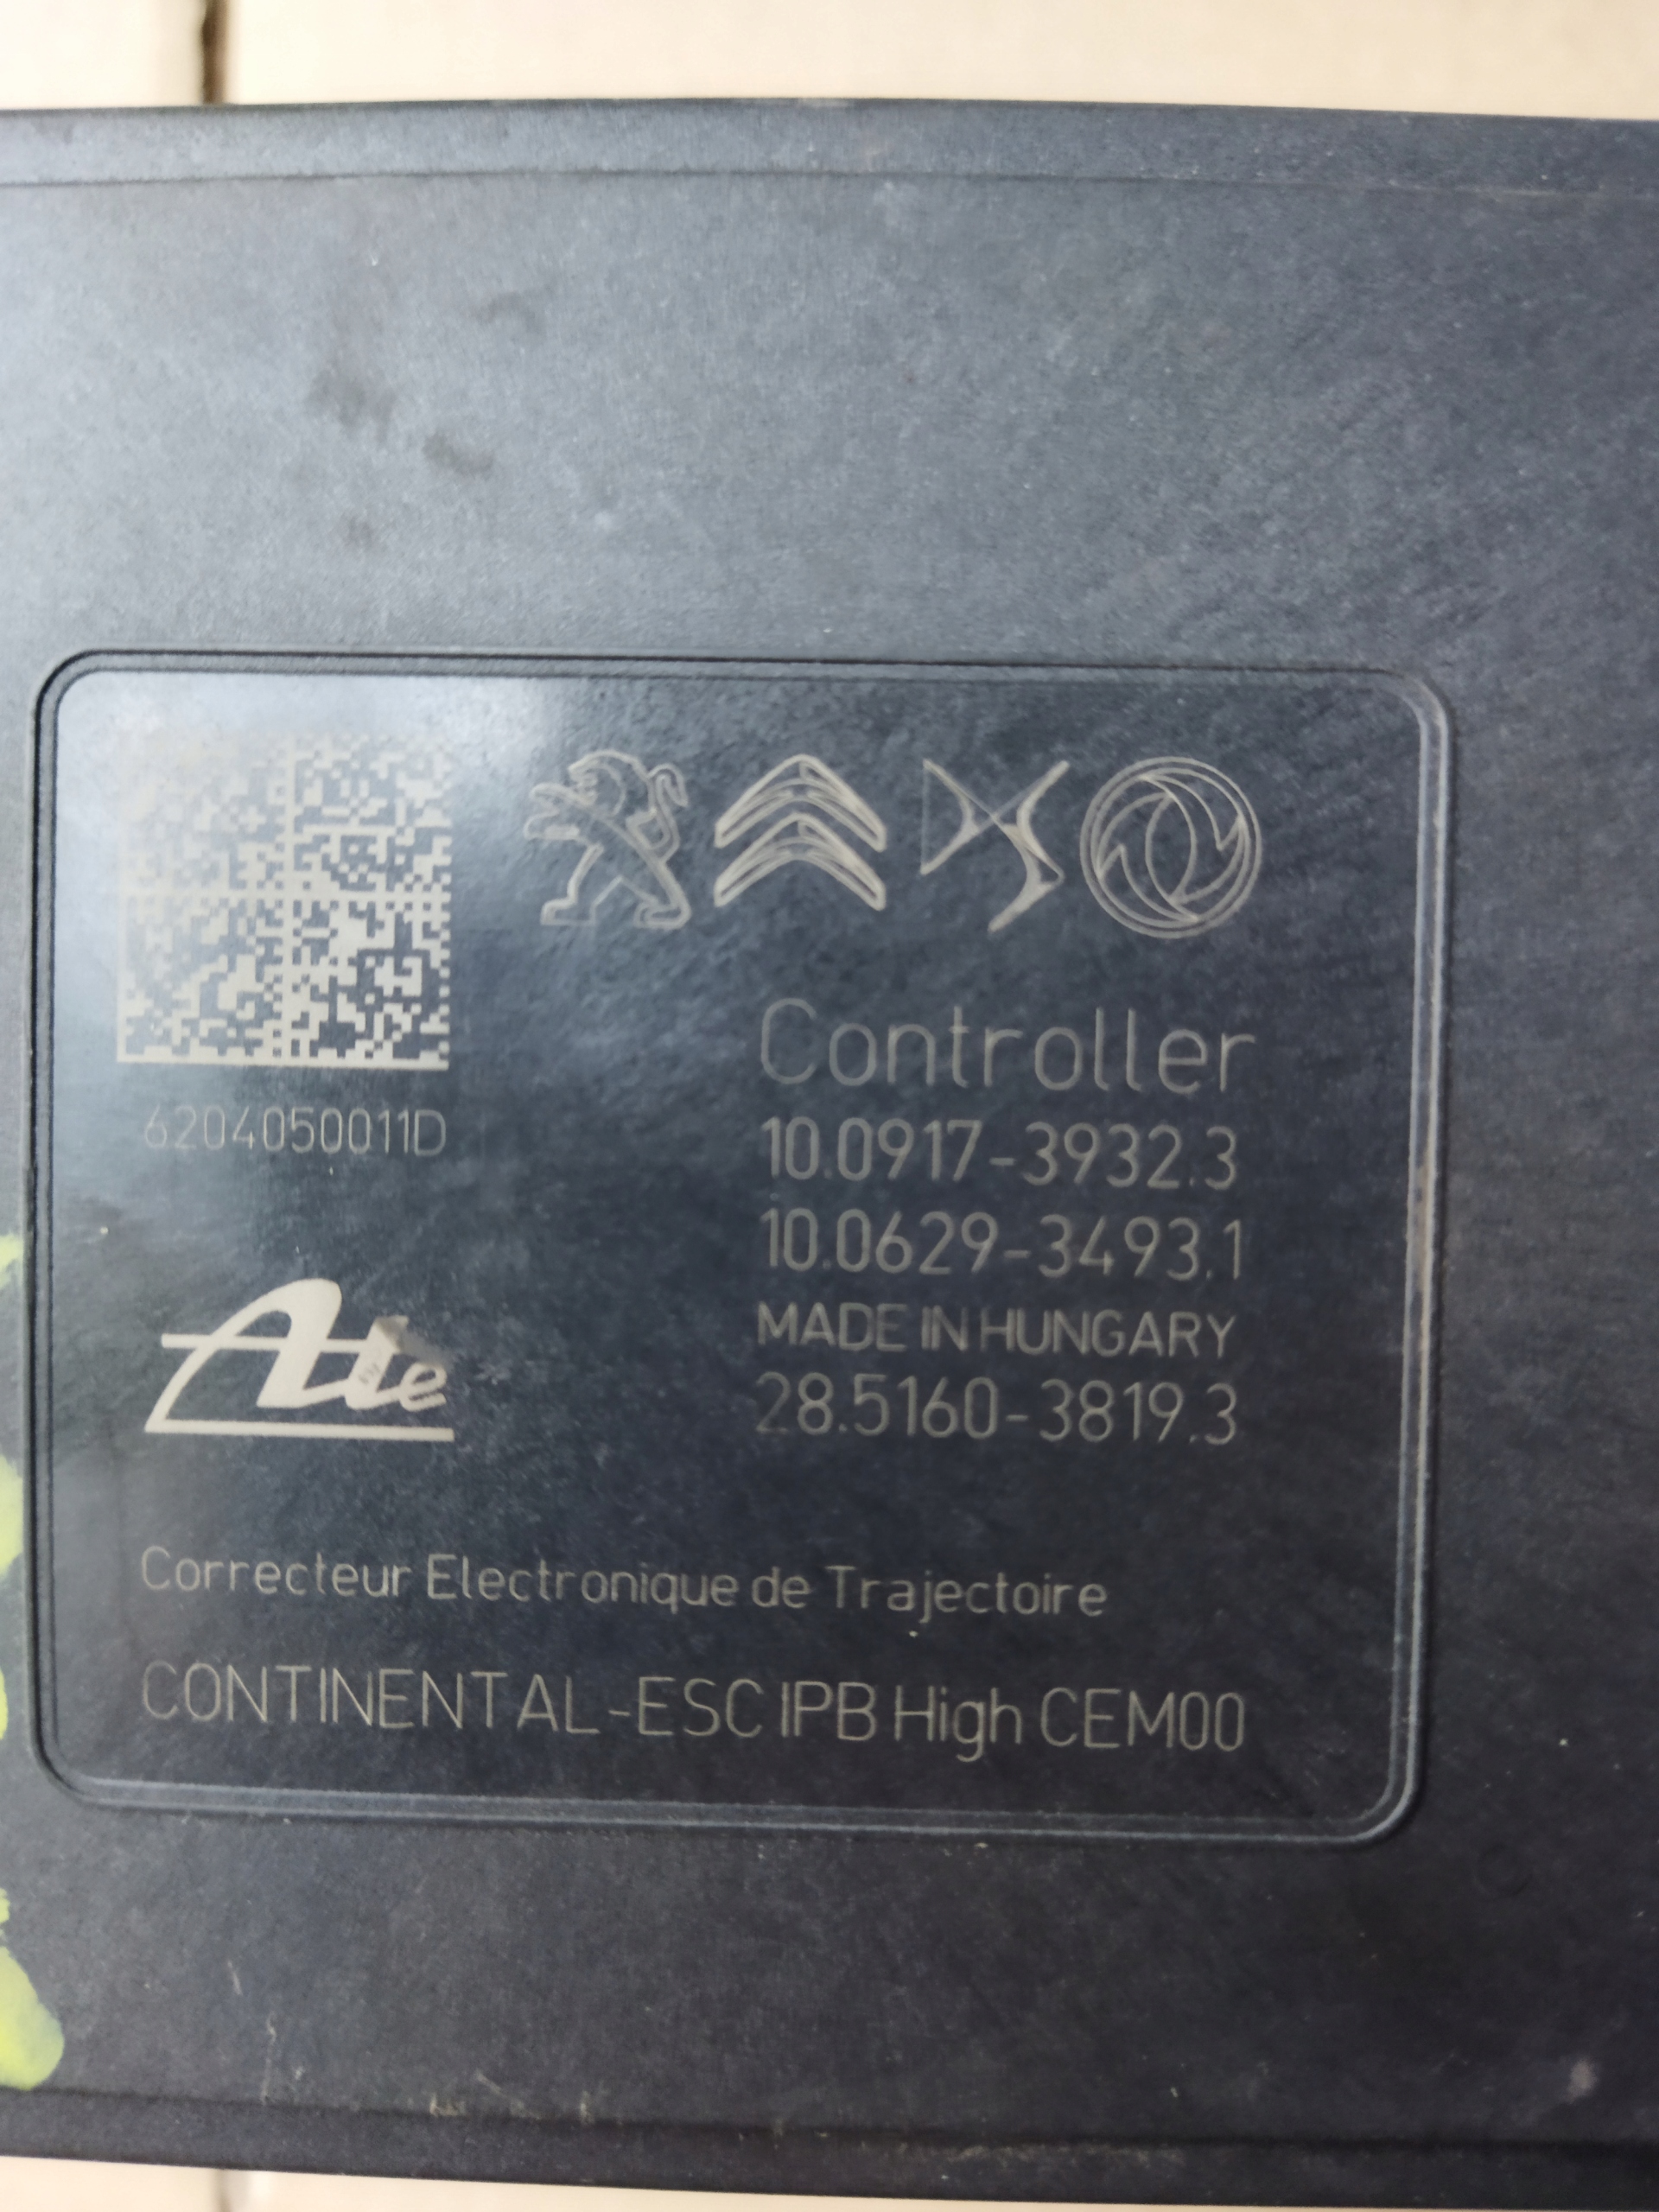 6204050011D
Controller
10.0917-3932.3
10.0629-3493.1
MADE IN HUNGARY
28.5160-3819.3
Ate
Correcteur Electronique de Trajectoire
CONTINENTAL-ESC IPB High CEM00